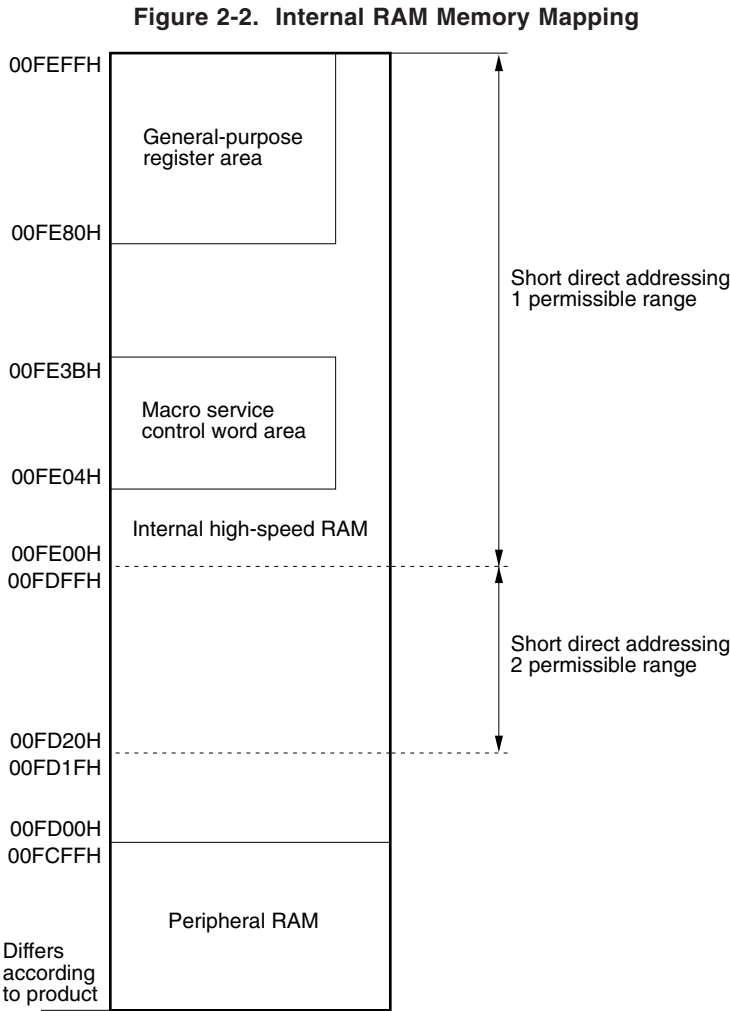 Figure 2-2. Internal RAM Memory Mapping
00FEFFH
General-purpose
register area
00FE80H
Short direct addressing
1 permissible range
00FE3BH
Macro service
control word area
00FE04H
Internal high-speed RAM
00FE00H
00FDFFH
Short direct addressing
2 permissible range
00FD20H
00FD1FH
00FD00H
00FCFFH
Peripheral RAM
Differs
according
to product